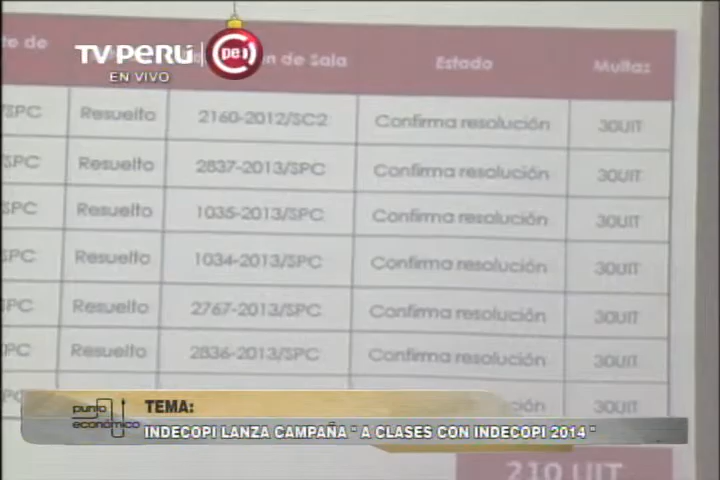 TVPERÚ
EN VIVO
pe
de Sala Estado Multas
/SPC Resuelto 2160-2012/SC2 Confirma resolución 30UIT
/SPC Resuelto 2837-2013/SPC Confirma resolución 30UIT
SPC Resuelto 1035-2013/SPC Confirma resolución 30UIT
SPC Resuelto 1034-2013/SPC Confirma resolución 30UIT
SPC Resuelto 2767-2013/SPC Confirma resolución 30UIT
PC Resuelto 2836-2013/SPC Confirma resolución 30UIT
30UIT
punto
económico
TEMA:
INDECOPI LANZA CAMPAÑA " A CLASES CON INDECOPI 2014 "
210 UIT